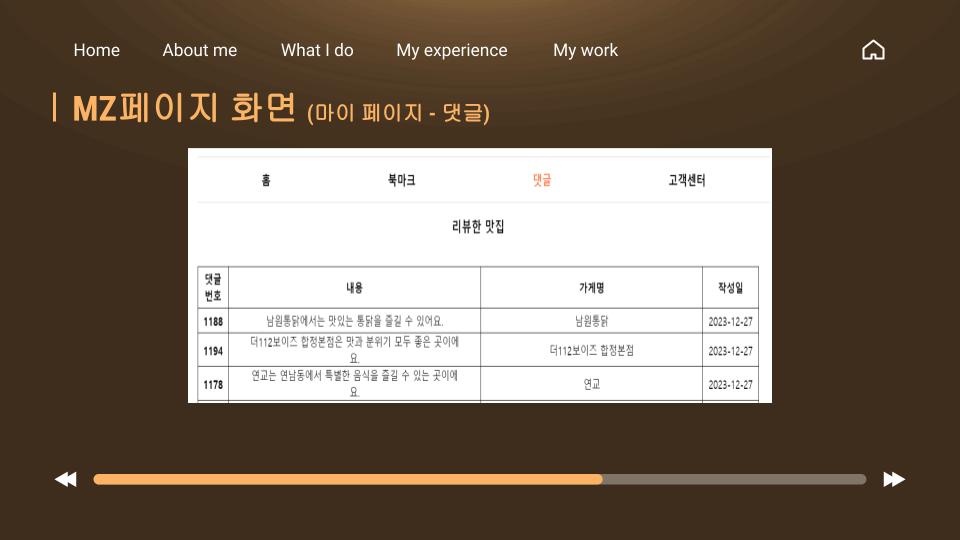 Home About me What I do My experience My work
MZ페이지 화면 (마이 페이지 - 댓글)
홈 북마크 댓글 고객센터
리뷰한 맛집
댓글 번호 내용 가게명 작성일
1188 남원통닭에서는 맛있는 통닭을 즐길 수 있어요. 남원통닭 2023-12-27
1194 더112보이즈 합정본점은 맛과 분위기 모두 좋은 곳이에요. 더112보이즈 합정본점 2023-12-27
1178 연교는 연남동에서 특별한 음식을 즐길 수 있는 곳이에요. 연교 2023-12-27